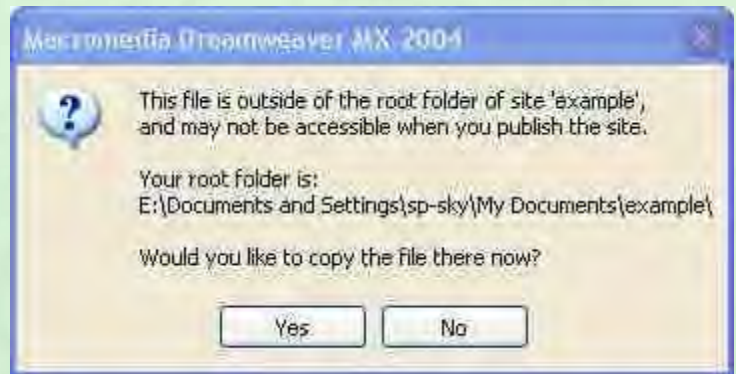 Macromedia Dreamweaver MX 2004
This file is outside of the root folder of site 'example',
and may not be accessible when you publish the site.
Your root folder is:
E:\Documents and Settings\sp-sky\My Documents\example\
Would you like to copy the file there now?
Yes No